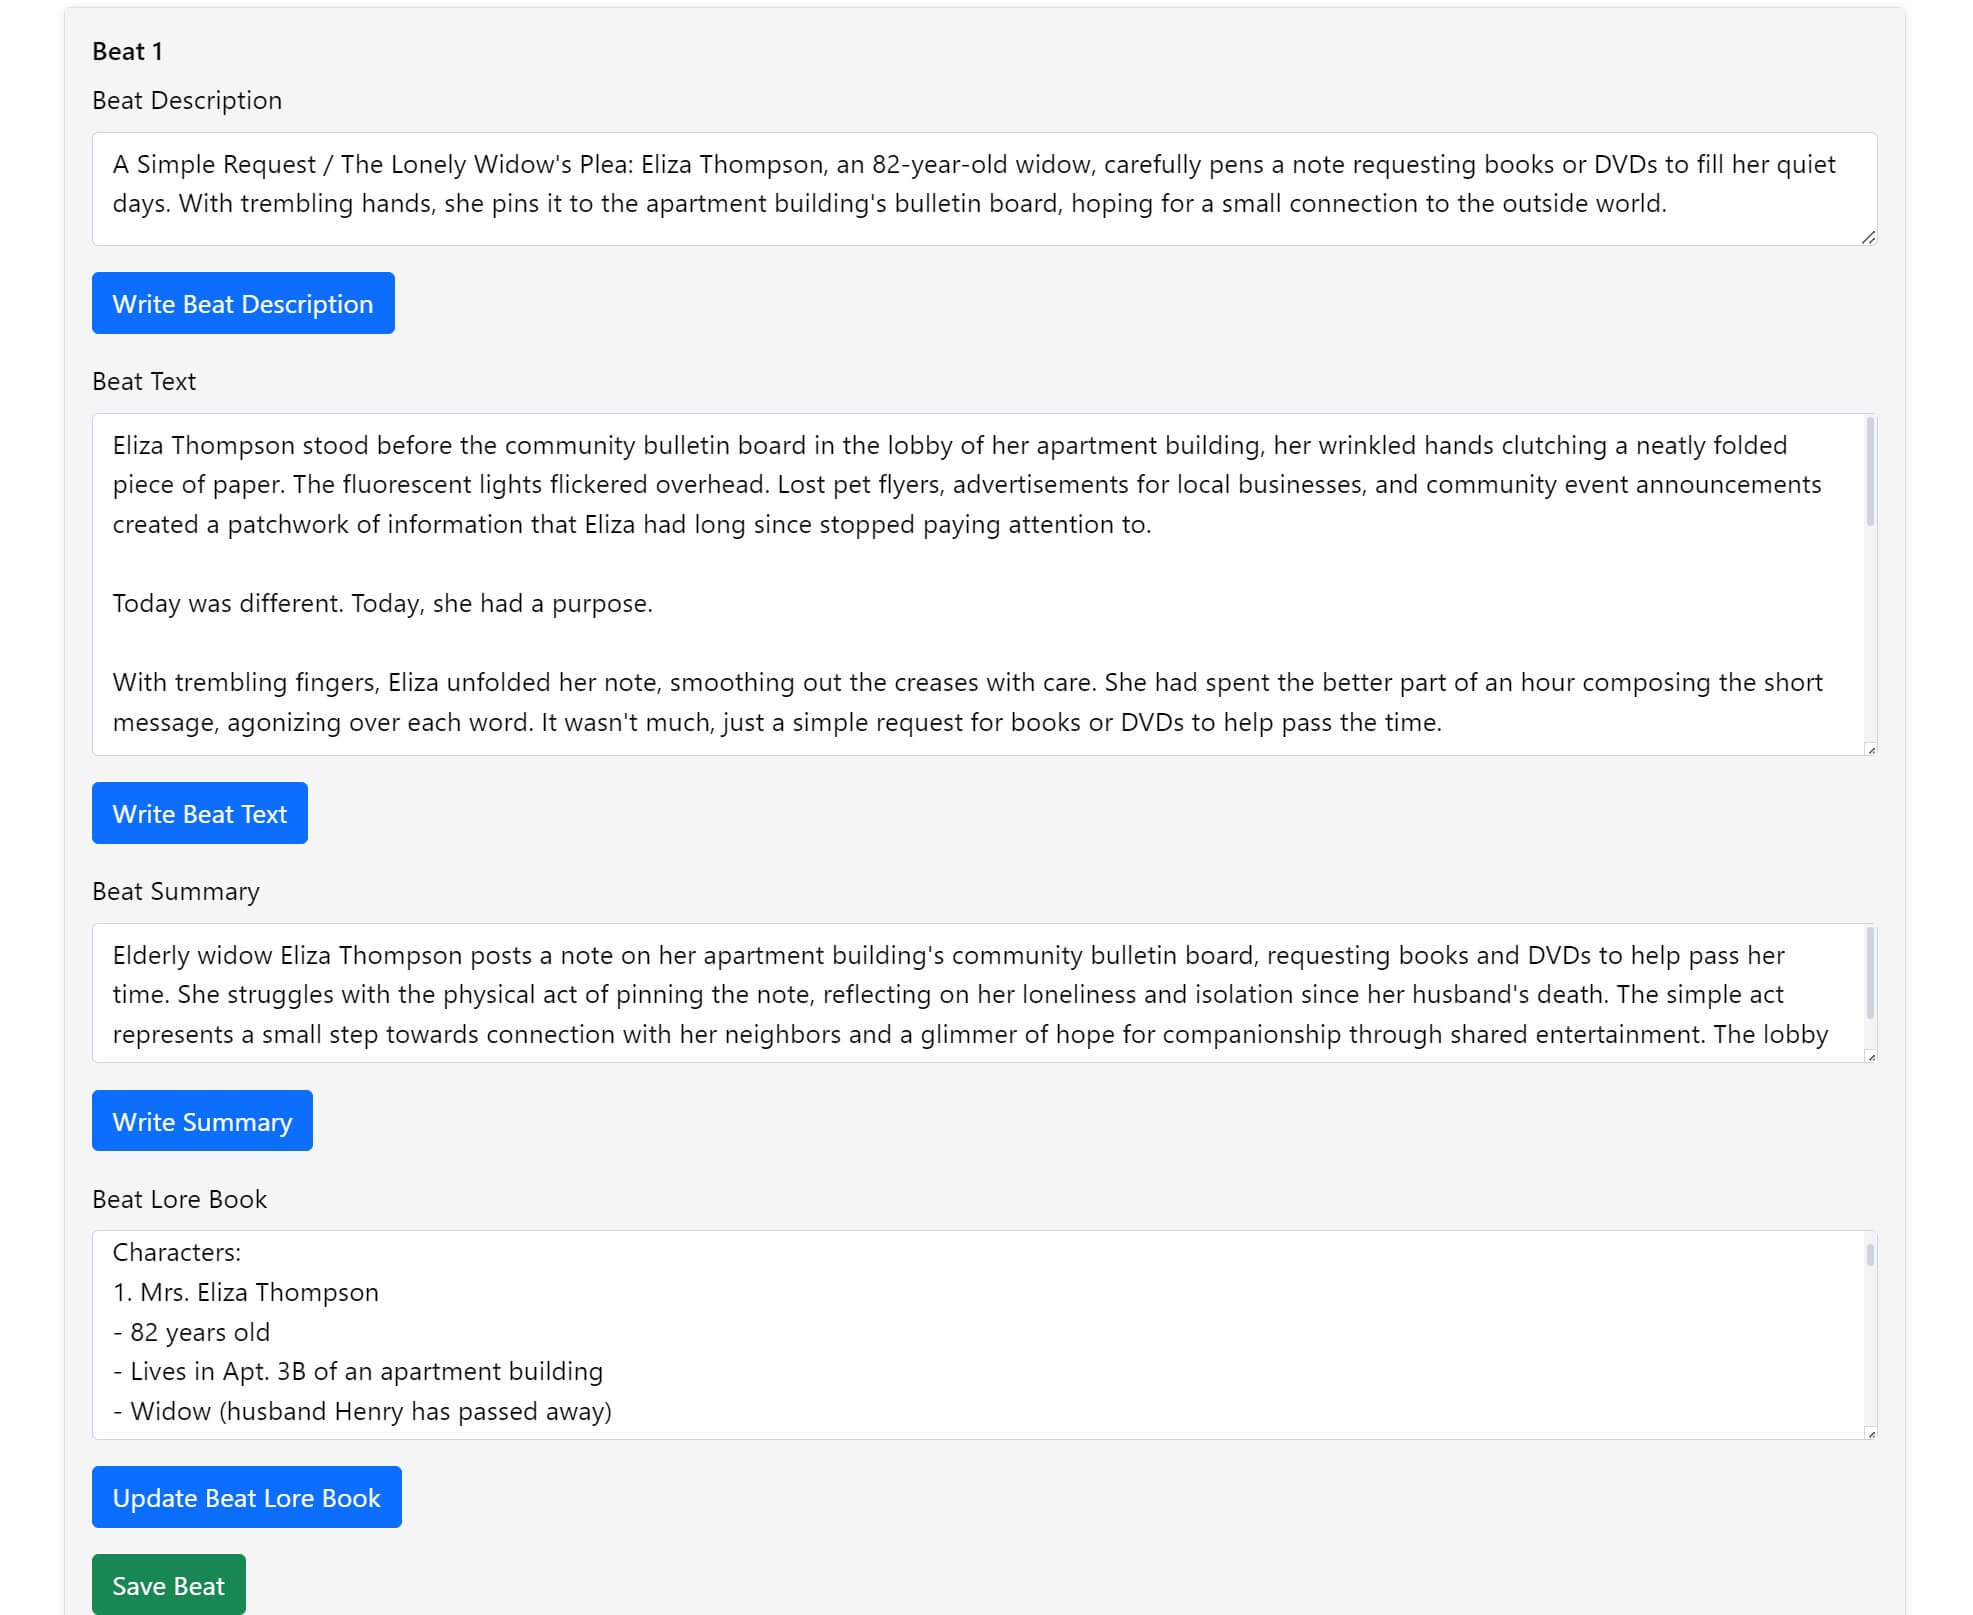 Beat 1
Beat Description
A Simple Request / The Lonely Widow's Plea: Eliza Thompson, an 82-year-old widow, carefully pens a note requesting books or DVDs to fill her quiet
days. With trembling hands, she pins it to the apartment building's bulletin board, hoping for a small connection to the outside world.
Write Beat Description
Beat Text
Eliza Thompson stood before the community bulletin board in the lobby of her apartment building, her wrinkled hands clutching a neatly folded
piece of paper. The fluorescent lights flickered overhead. Lost pet flyers, advertisements for local businesses, and community event announcements
created a patchwork of information that Eliza had long since stopped paying attention to.
Today was different. Today, she had a purpose.
With trembling fingers, Eliza unfolded her note, smoothing out the creases with care. She had spent the better part of an hour composing the short
message, agonizing over each word. It wasn't much, just a simple request for books or DVDs to help pass the time.
Write Beat Text
Beat Summary
Elderly widow Eliza Thompson posts a note on her apartment building's community bulletin board, requesting books and DVDs to help pass her
time. She struggles with the physical act of pinning the note, reflecting on her loneliness and isolation since her husband's death. The simple act
represents a small step towards connection with her neighbors and a glimmer of hope for companionship through shared entertainment. The lobby
Write Summary
Beat Lore Book
Characters:
1. Mrs. Eliza Thompson
- 82 years old
- Lives in Apt. 3B of an apartment building
- Widow (husband Henry has passed away)
Update Beat Lore Book
Save Beat